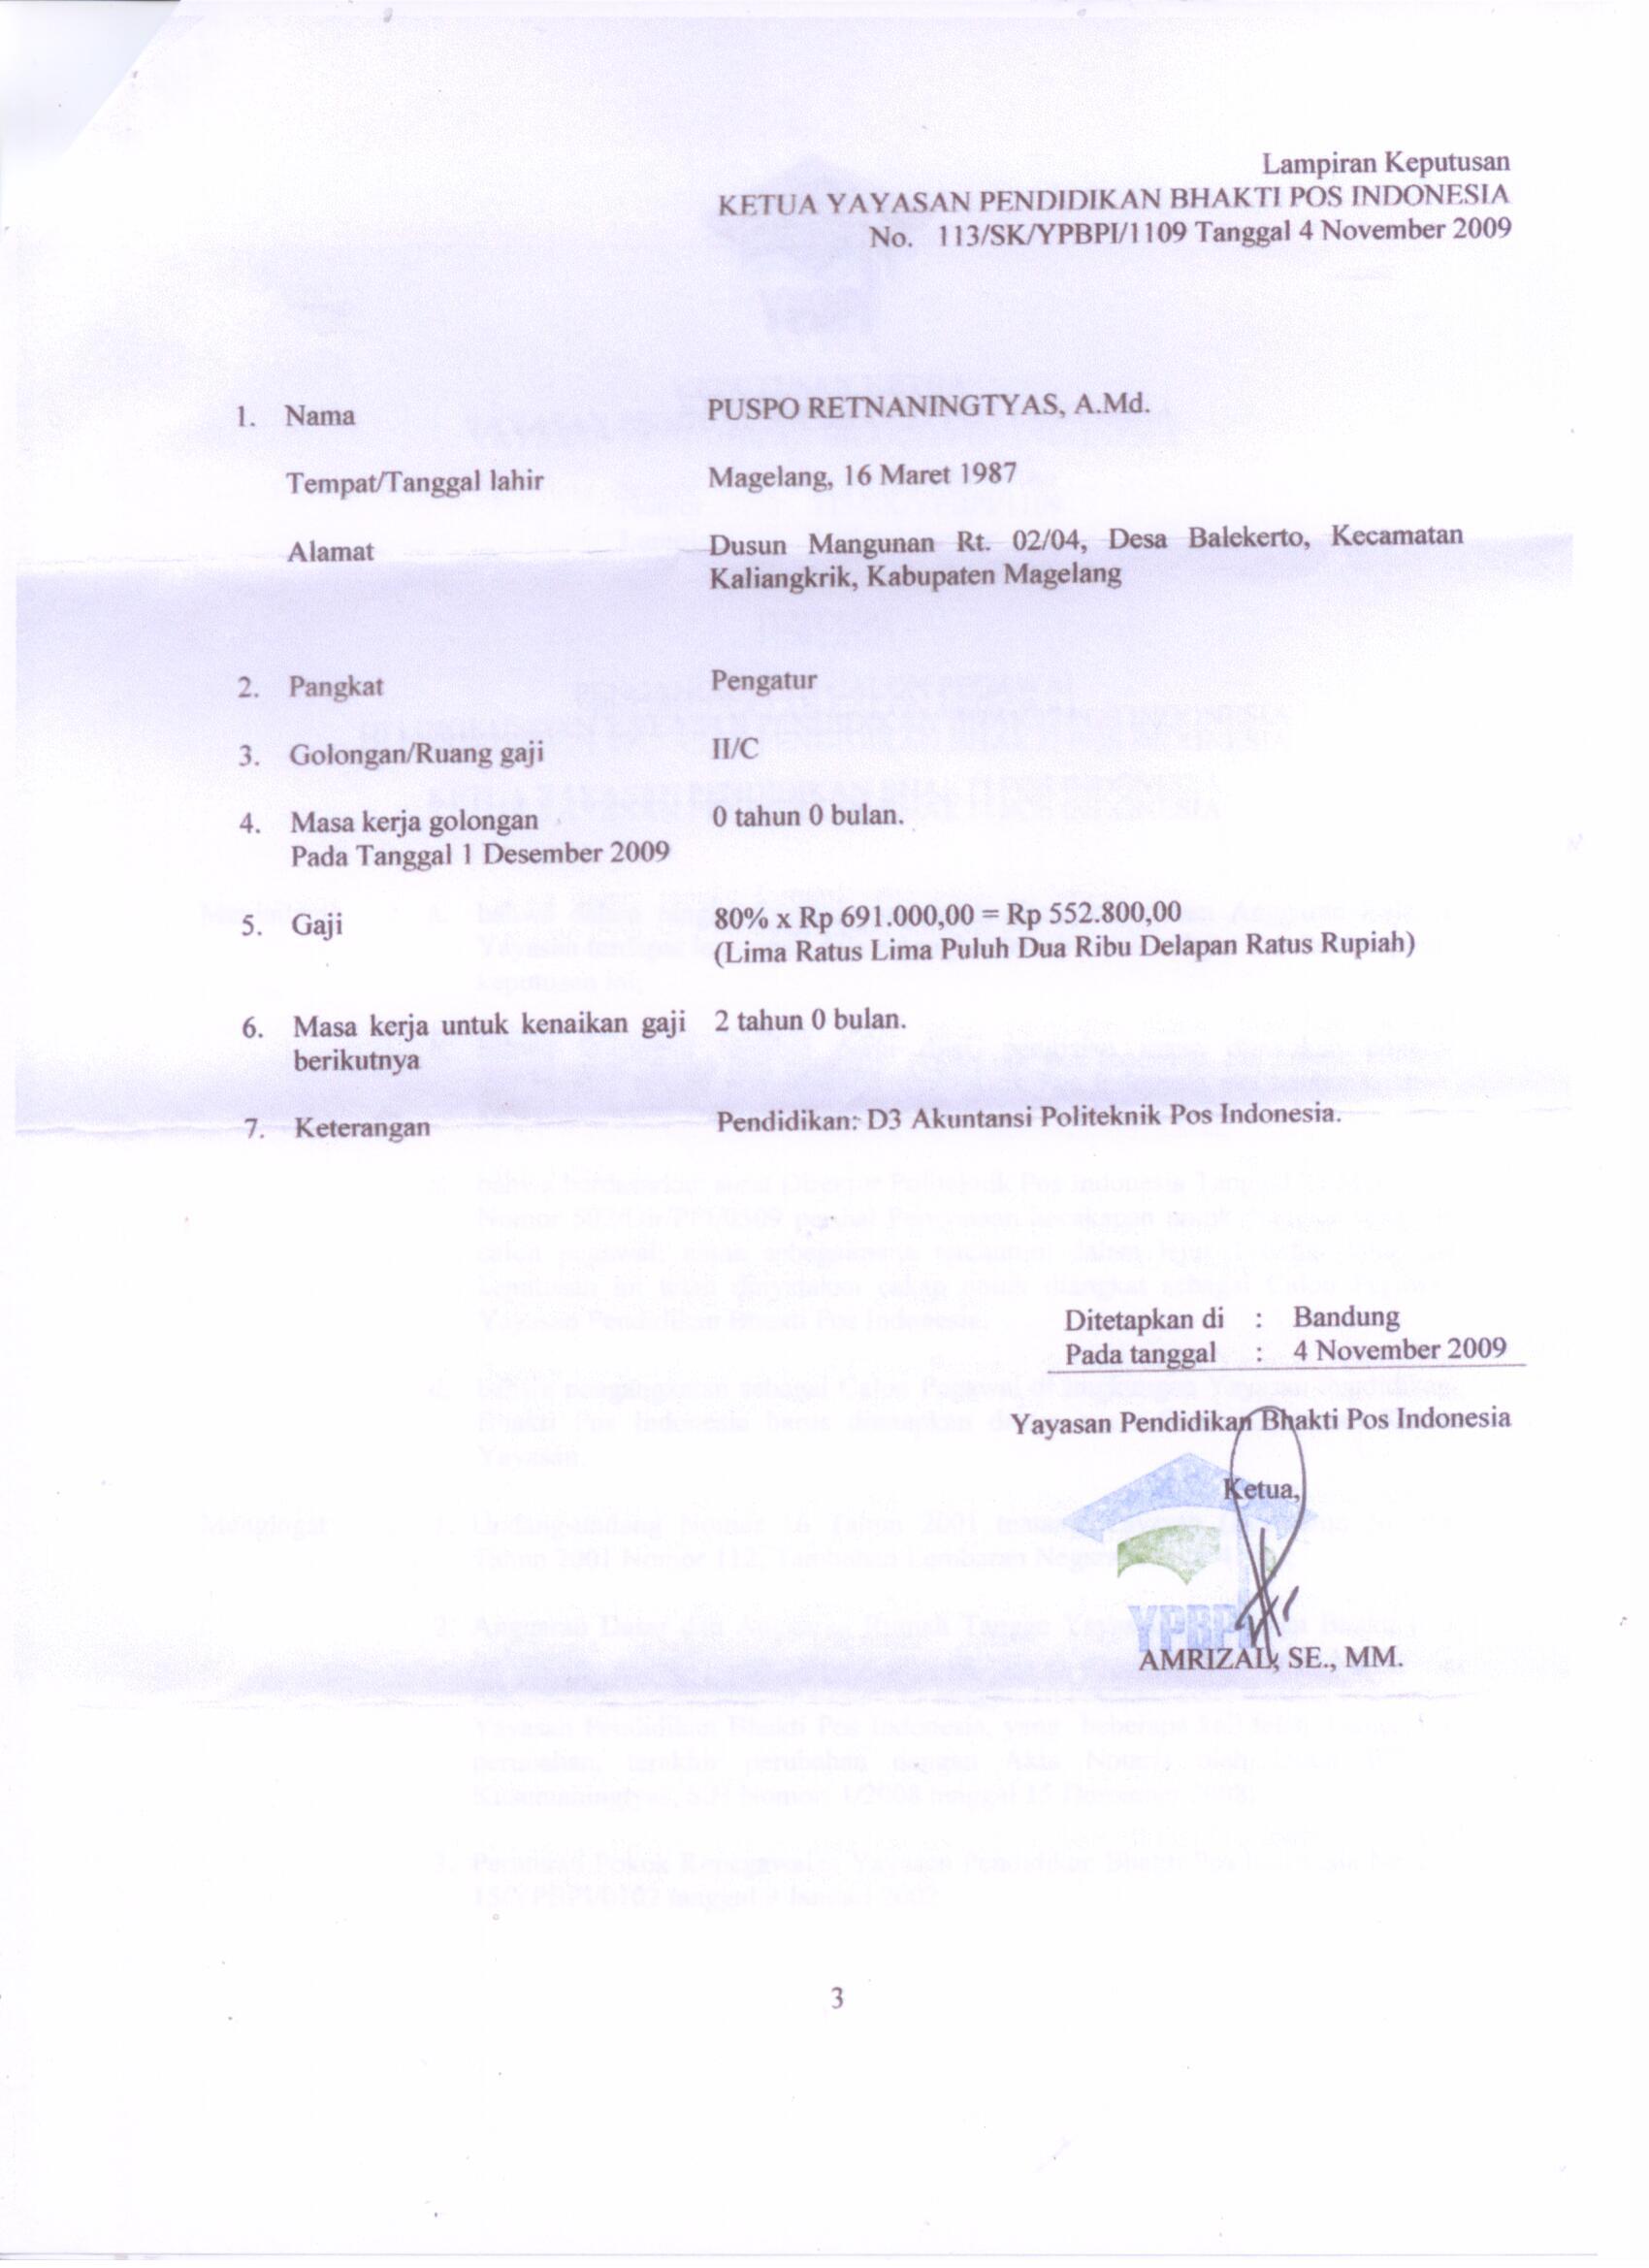 Lampiran Keputusan
KETUA YAYASAN PENDIDIKAN BHAKTI POS INDONESIA
No. 113/SK/YPBPI/1109 Tanggal 4 November 2009
1. Nama PUSPO RETNANINGTYAS, A.Md.
Tempat/Tanggal lahir Magelang, 16 Maret 1987
Alamat Dusun Mangunan Rt. 02/04, Desa Balekerto, Kecamatan
Kaliangkrik, Kabupaten Magelang
2. Pangkat Pengatur
3. Golongan/Ruang gaji II/C
4. Masa kerja golongan 0 tahun 0 bulan.
Pada Tanggal 1 Desember 2009
5. Gaji 80% x Rp 691.000,00 = Rp 552.800,00
(Lima Ratus Lima Puluh Dua Ribu Delapan Ratus Rupiah)
6. Masa kerja untuk kenaikan gaji 2 tahun 0 bulan.
berikutnya
7. Keterangan Pendidikan: D3 Akuntansi Politeknik Pos Indonesia.
Ditetapkan di : Bandung
Pada tanggal : 4 November 2009
Yayasan Pendidikan Bhakti Pos Indonesia
Ketua,
YPBPI
AMRIZAL, SE., MM.
3